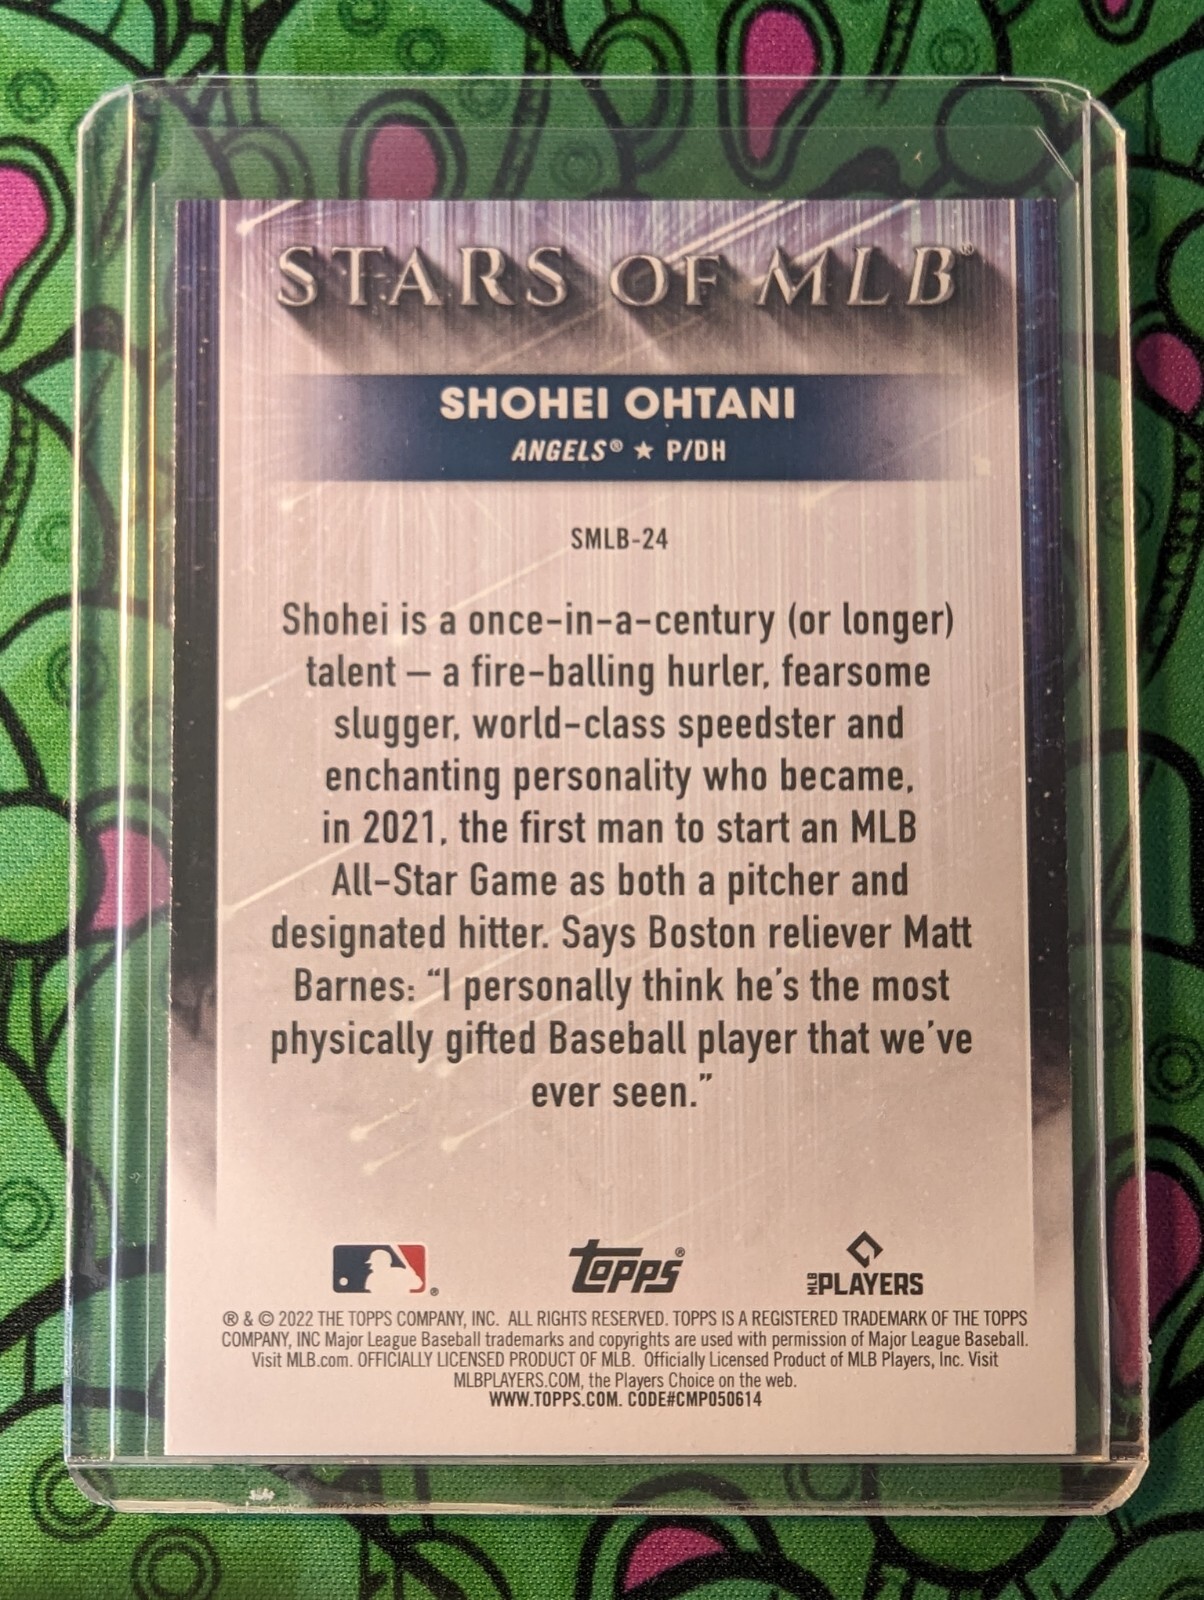 STARS OF MLB®
SHOHEI OHTANI
ANGELS® ★ P/DH
SMLB-24
Shohei is a once-in-a-century (or longer)
talent – a fire-balling hurler, fearsome
slugger, world-class speedster and
enchanting personality who became,
in 2021, the first man to start an MLB
All-Star Game as both a pitcher and
designated hitter. Says Boston reliever Matt
Barnes: “I personally think he’s the most
physically gifted Baseball player that we’ve
ever seen.”
® topps® MLB PLAYERS
® & © 2022 THE TOPPS COMPANY, INC. ALL RIGHTS RESERVED. TOPPS IS A REGISTERED TRADEMARK OF THE TOPPS
COMPANY, INC Major League Baseball trademarks and copyrights are used with permission of Major League Baseball.
Visit MLB.com. OFFICIALLY LICENSED PRODUCT OF MLB. Officially Licensed Product of MLB Players, Inc. Visit
MLBPLAYERS.COM, the Players Choice on the web.
WWW.TOPPS.COM. CODE#CMP050614